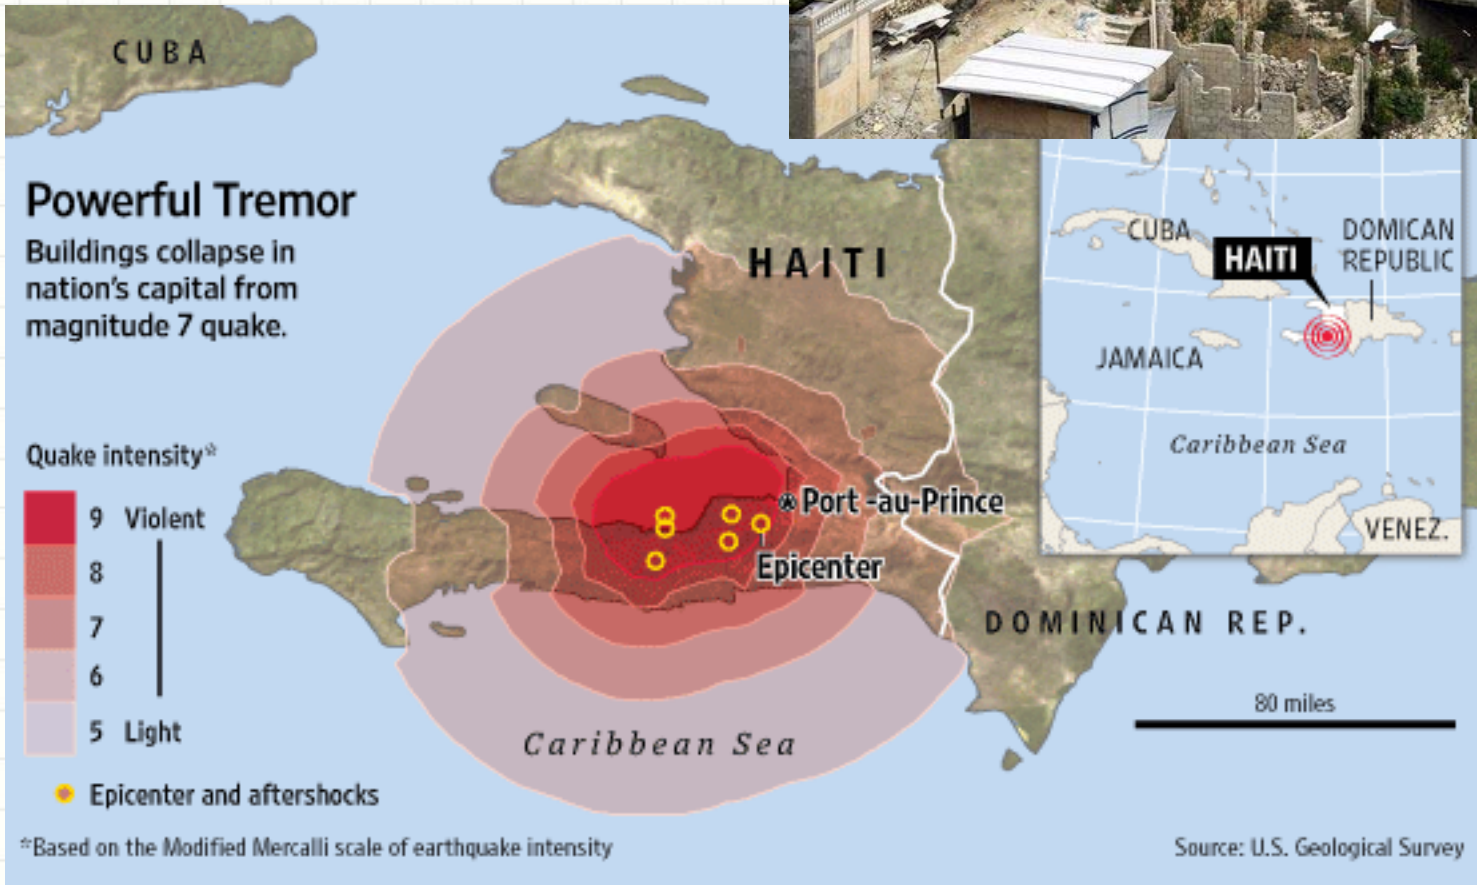 CUBA
Powerful Tremor
Buildings collapse in
nation's capital from
magnitude 7 quake.
HAITI
Quake intensity*
9 Violent
8
7
6
5 Light
Epicenter and aftershocks
*Based on the Modified Mercalli scale of earthquake intensity
Port -au-Prince
Epicenter
DOMINICAN REP.
Caribbean Sea
80 miles
Source: U.S. Geological Survey
CUBA
HAITI
DOMICAN
REPUBLIC
JAMAICA
Caribbean Sea
VENEZ.